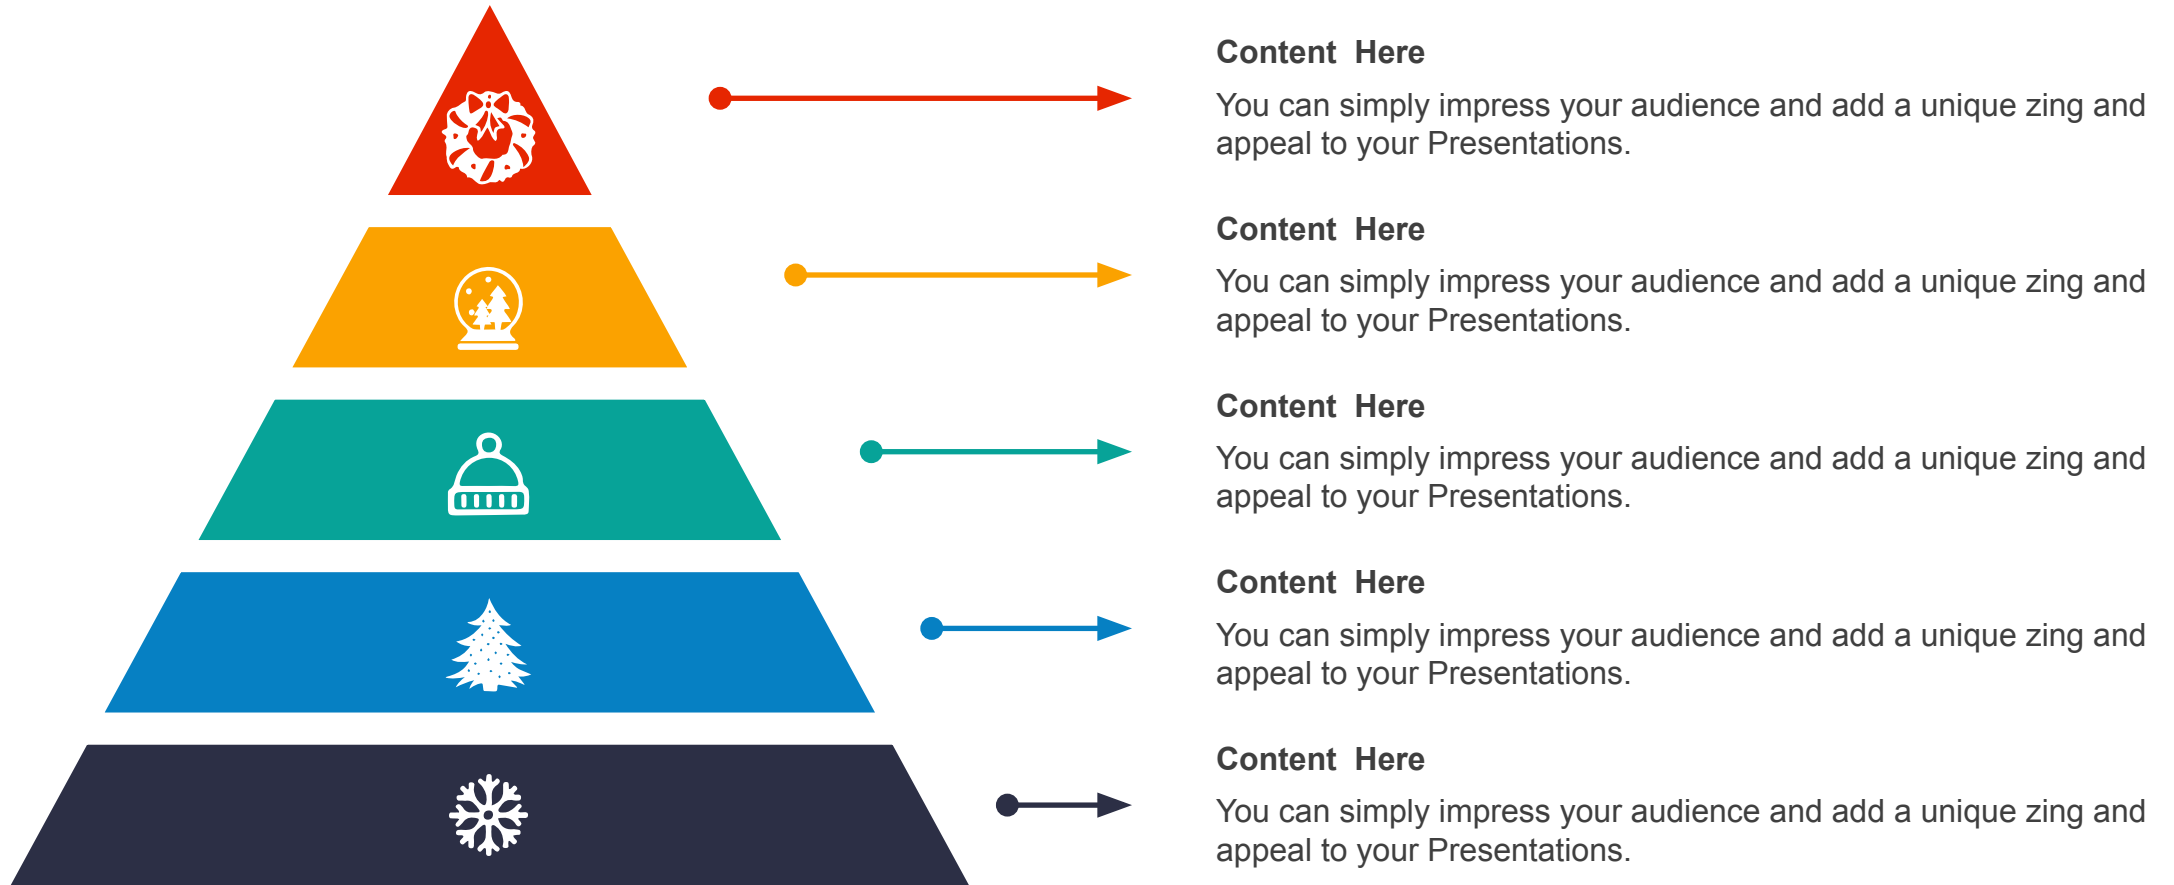 Content  Here
You can simply impress your audience and add a unique zing and
appeal to your Presentations.
Content  Here
You can simply impress your audience and add a unique zing and
appeal to your Presentations.
Content  Here
You can simply impress your audience and add a unique zing and
appeal to your Presentations.
Content  Here
You can simply impress your audience and add a unique zing and
appeal to your Presentations.
Content  Here
You can simply impress your audience and add a unique zing and
appeal to your Presentations.